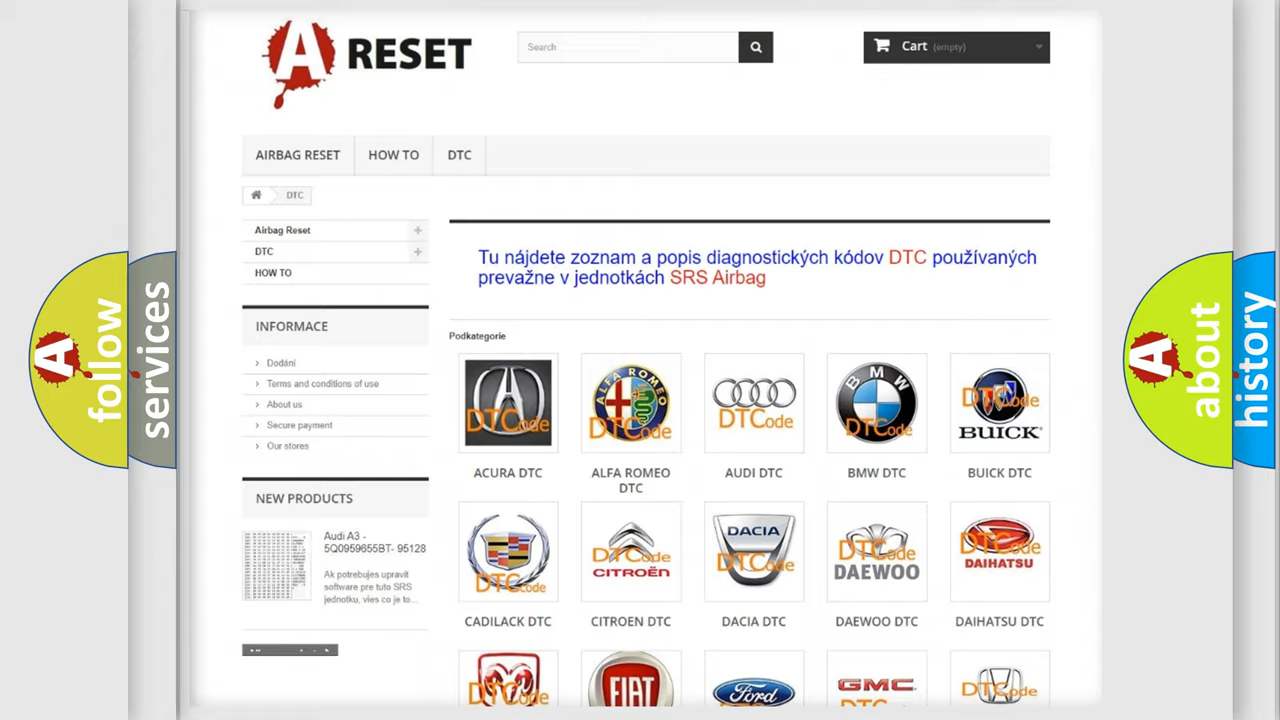 A RESET
Search
Cart (empty)
AIRBAG RESET
HOW TO
DTC
DTC
Airbag Reset
DTC
HOW TO
INFORMACE
Dodání
Terms and conditions of use
About us
Secure payment
Our stores
NEW PRODUCTS
Audi A3 -
5Q0959655BT- 95128
Ak potrebujes upravit
software pre tuto SRS
jednotku, vies co je to...
Tu nájdete zoznam a popis diagnostických kódov DTC používaných
prevažne v jednotkách SRS Airbag
Podkategorie
DTCode
ALFA ROMEO
DTCode
DTCode
BMW
DTCode
DTCode
BUICK
ACURA DTC
ALFA ROMEO
DTC
AUDI DTC
BMW DTC
BUICK DTC
DTCode
DTCode
CITROËN
DACIA
DTCode
DTCode
DAEWOO
DTCode
DAIHATSU
CADILACK DTC
CITROEN DTC
DACIA DTC
DAEWOO DTC
DAIHATSU DTC
DTCode
FIAT
Ford
GMC
DTCode
A follow
services
A about
history